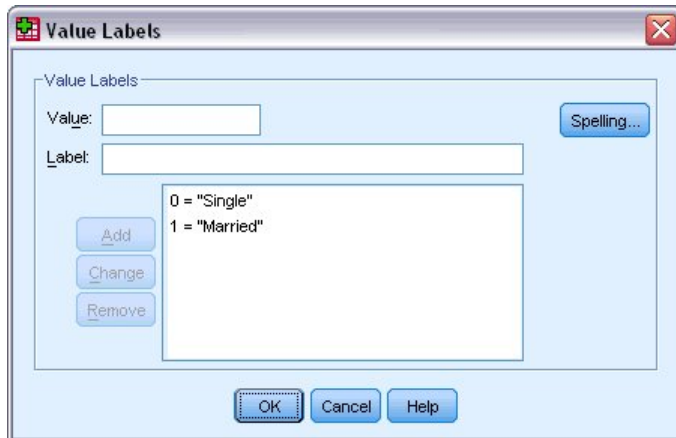 Value Labels
Value Labels
Value:
Spelling...
Label:
0 = "Single"
1 = "Married"
Add
Change
Remove
OK Cancel Help